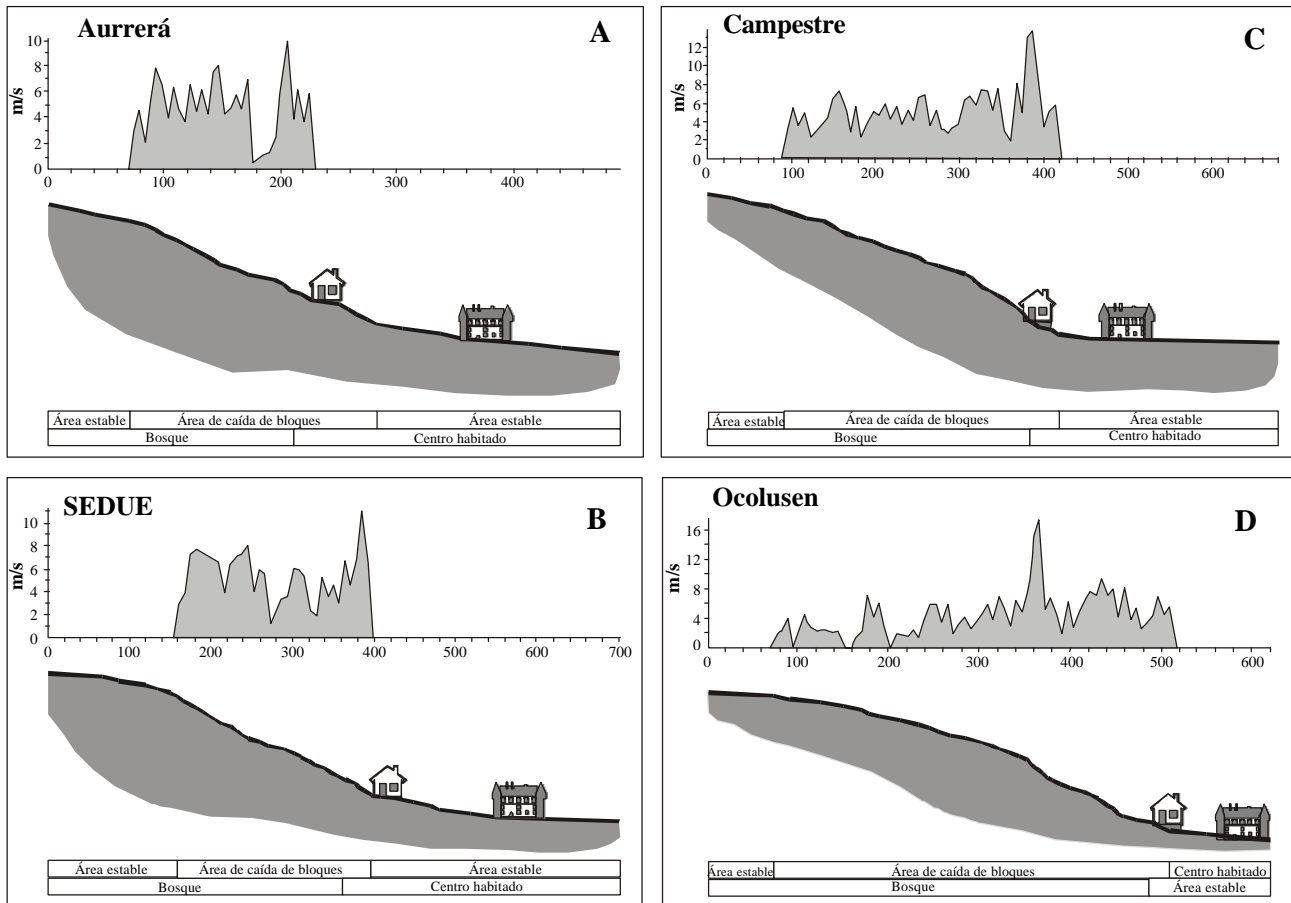 Aurrerá
A
10
8
6
4
2
0
m/s
0 100 200 300 400
Área estable Área de caída de bloques Área estable
Bosque Centro habitado
Campestre
C
12
10
8
6
4
2
0
m/s
0 100 200 300 400 500 600
Área estable Área de caída de bloques Área estable
Bosque Centro habitado
SEDUE
B
10
8
6
4
2
0
m/s
0 100 200 300 400 500 600 700
Área estable Área de caída de bloques Área estable
Bosque Centro habitado
Ocolusen
D
16
12
8
4
0
m/s
0 100 200 300 400 500 600
Área estable Área de caída de bloques Centro habitado
Bosque Área estable